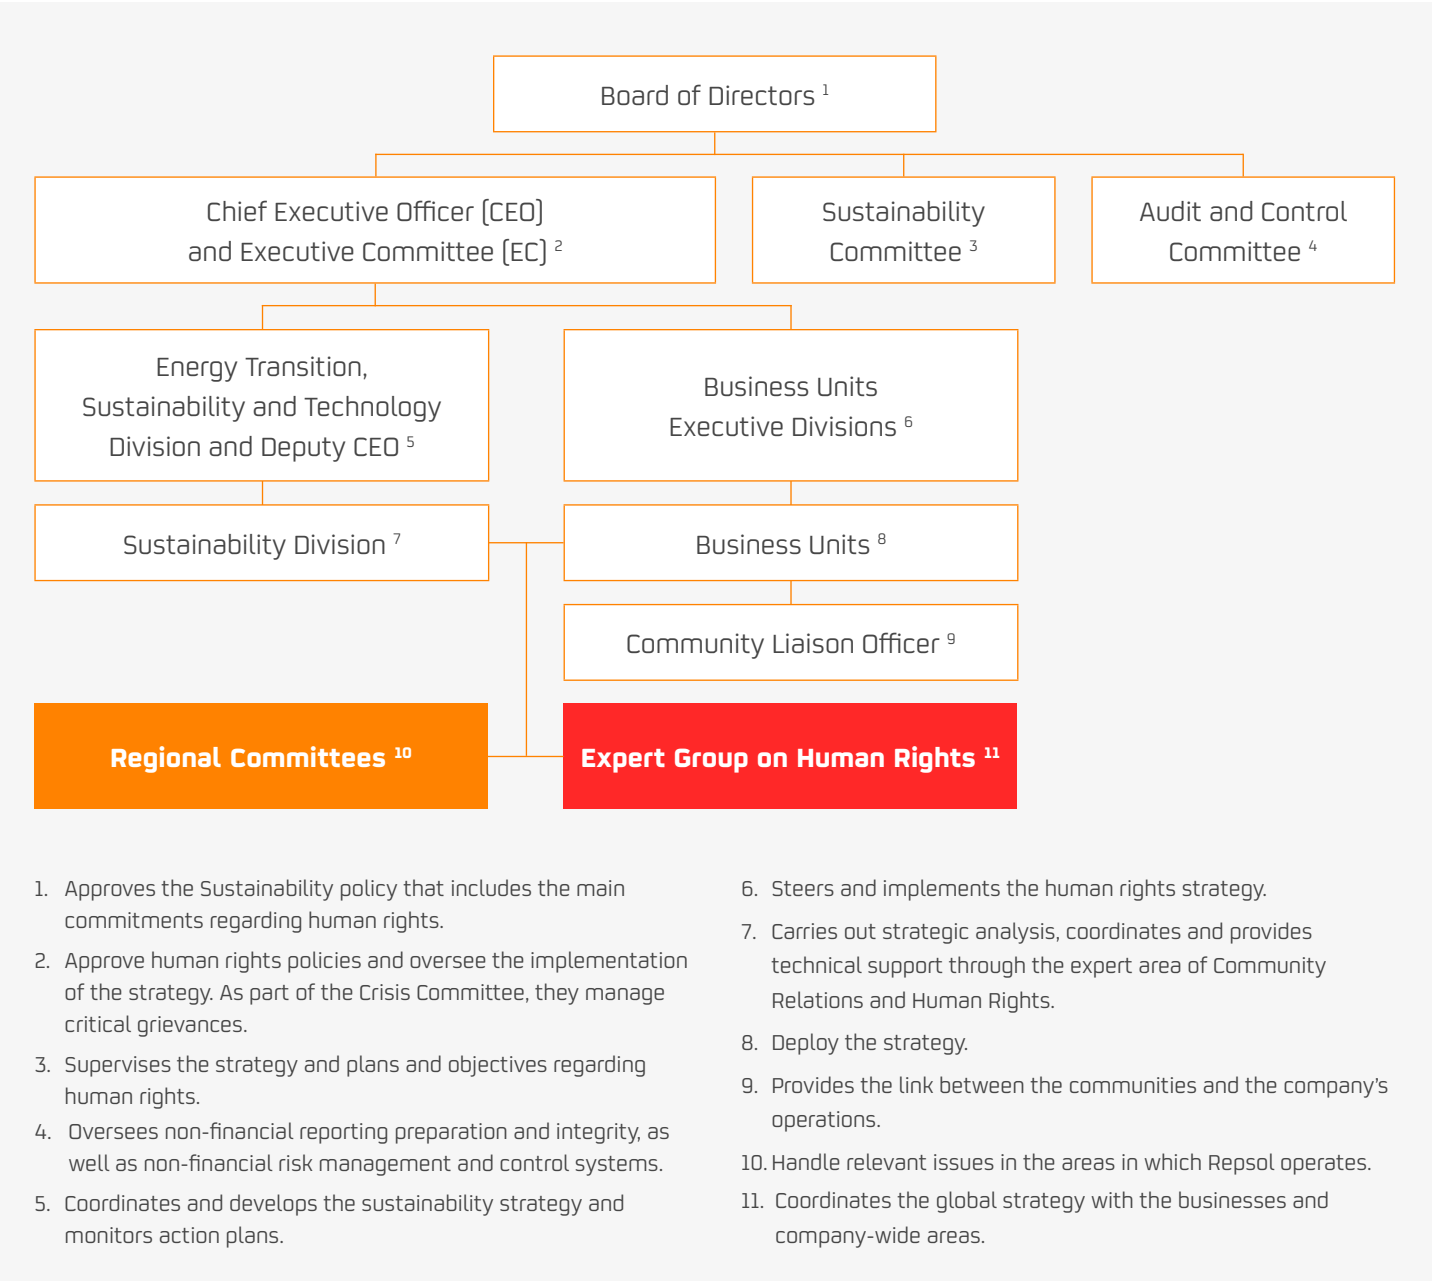 Board of Directors 1
Chief Executive Officer (CEO)
and Executive Committee (EC) 2
Sustainability
Committee 3
Audit and Control
Committee 4
Energy Transition,
Sustainability and Technology
Division and Deputy CEO 5
Business Units
Executive Divisions 6
Sustainability Division 7
Business Units 8
Community Liaison Officer 9
Regional Committees 10
Expert Group on Human Rights 11
1. Approves the Sustainability policy that includes the main
commitments regarding human rights.
2. Approve human rights policies and oversee the implementation
of the strategy. As part of the Crisis Committee, they manage
critical grievances.
3. Supervises the strategy and plans and objectives regarding
human rights.
4. Oversees non-financial reporting preparation and integrity, as
well as non-financial risk management and control systems.
5. Coordinates and develops the sustainability strategy and
monitors action plans.
6. Steers and implements the human rights strategy.
7. Carries out strategic analysis, coordinates and provides
technical support through the expert area of Community
Relations and Human Rights.
8. Deploy the strategy.
9. Provides the link between the communities and the company's
operations.
10. Handle relevant issues in the areas in which Repsol operates.
11. Coordinates the global strategy with the businesses and
company-wide areas.